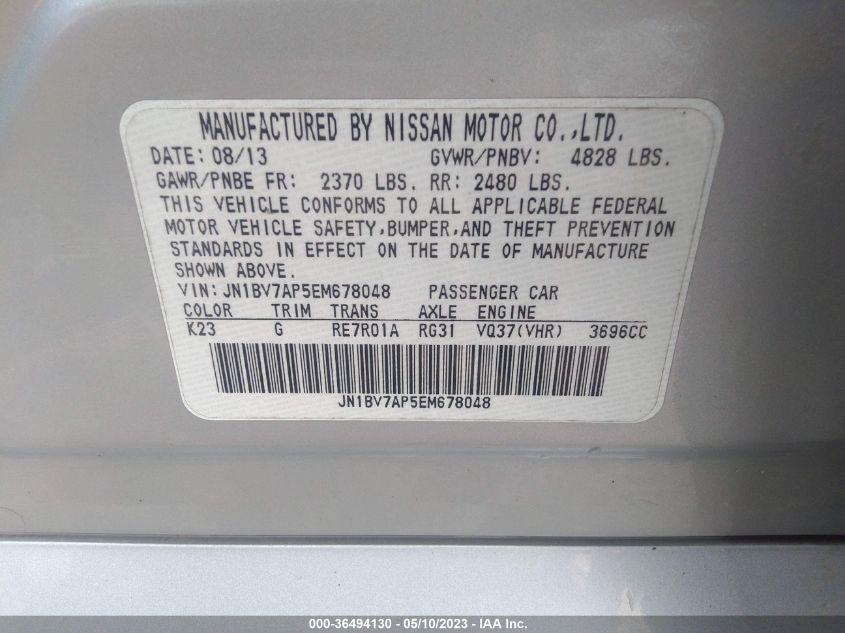 MANUFACTURED BY NISSAN MOTOR CO.,LTD.
DATE: 08/13 GVWR/PNBV: 4828 LBS.
GAWR/PNBE FR: 2370 LBS. RR: 2480 LBS.
THIS VEHICLE CONFORMS TO ALL APPLICABLE FEDERAL
MOTOR VEHICLE SAFETY,BUMPER,AND THEFT PREVENTION
STANDARDS IN EFFECT ON THE DATE OF MANUFACTURE
SHOWN ABOVE.
VIN: JN1BV7AP5EM678048 PASSENGER CAR
COLOR TRIM TRANS AXLE ENGINE
K23 G RE7R01A RG31 VQ37(VHR) 3696CC
JN1BV7AP5EM678048
000-36494130 - 05/10/2023 - IAA Inc.